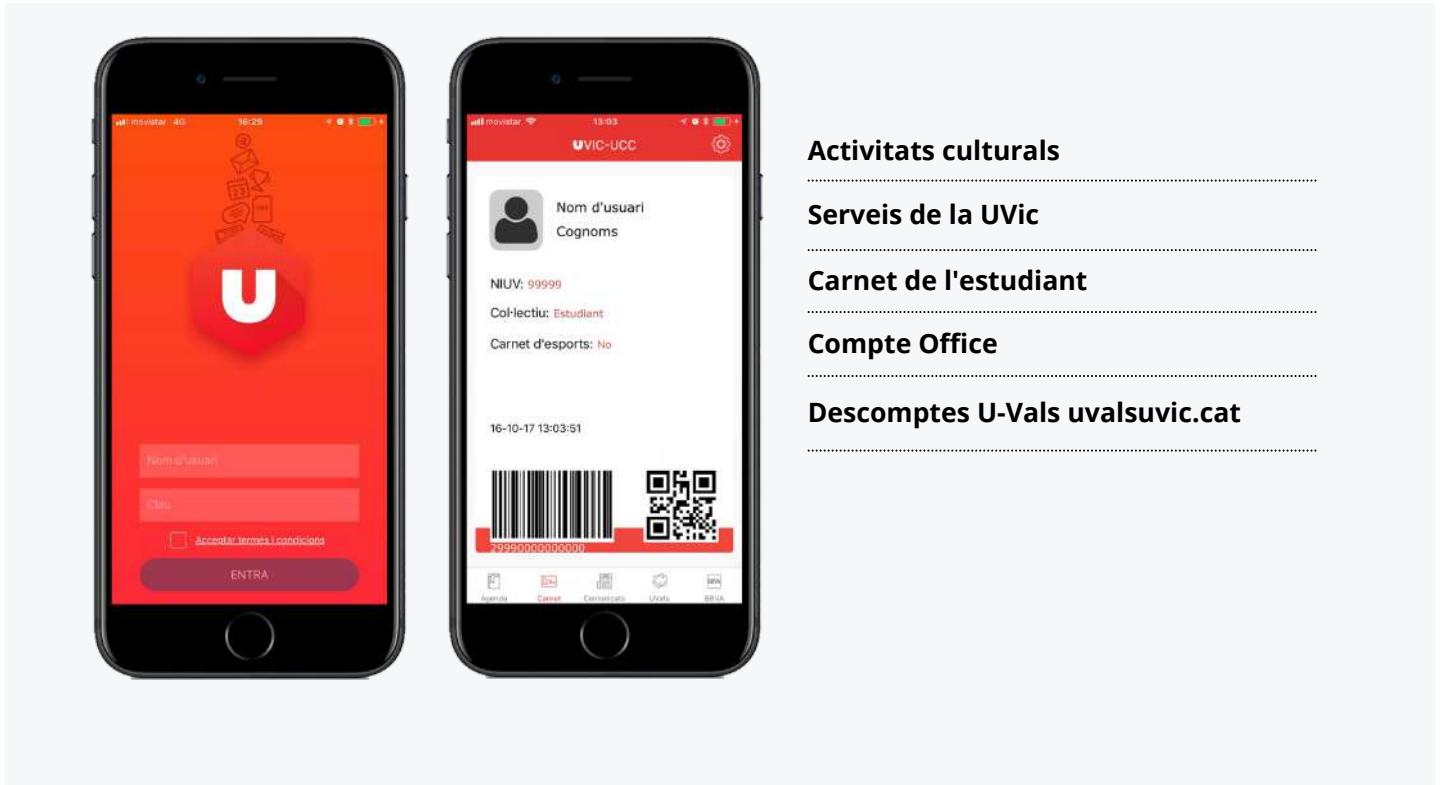 movistar 4G 16:29
23
U
Nom d'usuari
Clau
Acceptar termes i condicions
ENTRA
movistar 13:03
UVIC-UCC
Nom d'usuari
Cognoms
NIUV: 99999
Col·lectiu: Estudiant
Carnet d'esports: No
16-10-17 13:03:51
29990000000000
Agenda Carnet Comunicats UVals BBVA
Activitats culturals
Serveis de la UVic
Carnet de l'estudiant
Compte Office
Descomptes U-Vals uvalsuvic.cat